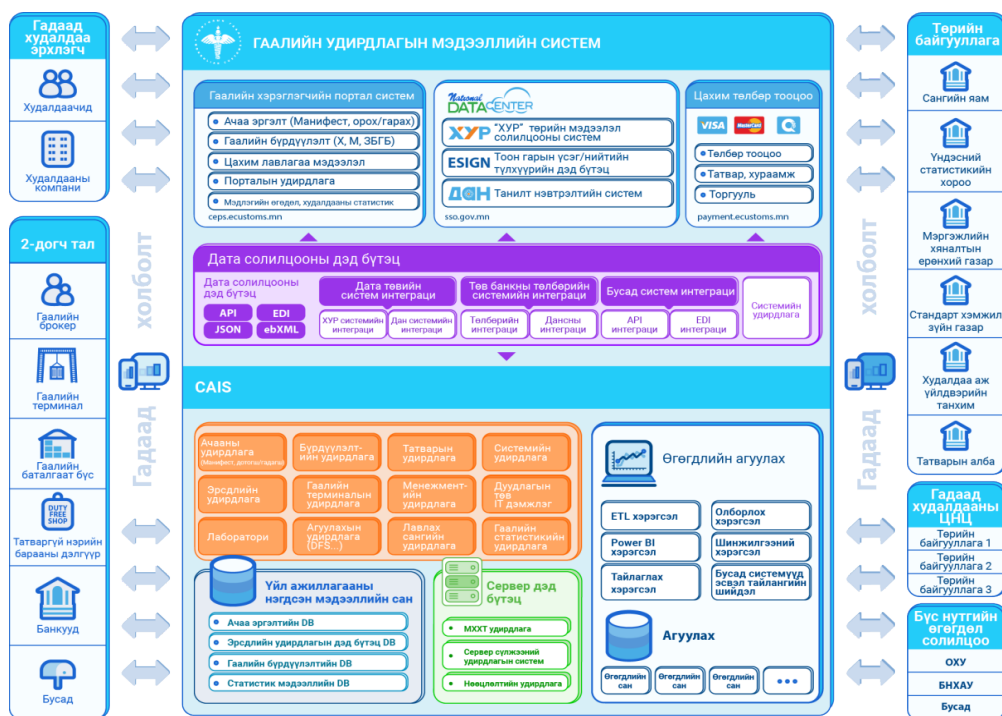 Гадаад
худалдаа
эрхлэгч
Худалдаачид
Худалдааны
компани
2-догч тал
Гаалийн
брокер
Гаалийн
терминал
Гаалийн
баталгаат бүс
DUTY
FREE
SHOP
Татваргүй нэрийн
барааны дэлгүүр
Банкууд
Бусад
холболт
Гадаад
ГААЛИЙН УДИРДЛАГЫН МЭДЭЭЛЛИЙН СИСТЕМ
Гаалийн хэрэглэгчийн портал систем
Ачаа эргэлт (Манифест, орох/гарах)
Гаалийн бүрдүүлэлт (Х, М, ЗБГБ)
Цахим лавлагаа мэдээлэл
Порталын удирдлага
Мэдлэгийн өгөдөл, худалдааны статистик
ceps.ecustoms.mn
National
DATACENTER
ХУР
"ХУР" төрийн мэдээлэл
солилцооны систем
ESIGN
Тоон гарын үсэг/нийтийн
түлхүүрийн дэд бүтэц
ДАН
Танилт нэвтрэлтийн систем
sso.gov.mn
Цахим төлбөр тооцоо
VISA
MasterCard
Төлбөр тооцоо
Татвар, хураамж
Торгууль
payment.ecustoms.mn
Дата солилцооны дэд бүтэц
Дата солилцооны
дэд бүтэц
API
EDI
JSON
ebXML
Дата төвийн
систем интеграци
ХУР системийн
интеграци
Дан системийн
интеграци
Төв банкны төлбөрийн
системийн интеграци
Төлбөрийн
интеграци
Дансны
интеграци
Бусад систем интеграци
API
интеграци
EDI
интеграци
Системийн
удирдлага
CAIS
Ачааны
удирдлага
Бүрдүүлэлт-
ийн удирдлага
Татварын
удирдлага
Системийн
удирдлага
Эрсдлийн
удирдлага
Гаалийн
терминалын
удирдлага
Менежмент-
ийн
удирдлага
Дуудлагын
төв
IT дэмжлэг
Лаборатори
Агуулахын
удирдлага
(DFS...)
Лавлах
сангийн
удирдлага
Гаалийн
статистикийн
удирдлага
Үйл ажиллагааны
нэгдсэн мэдээллийн сан
Ачаа эргэлтийн DB
Эрсдлийн удирдлагын дэд бүтэц DB
Гаалийн бүрдүүлэлтийн DB
Статистик мэдээллийн DB
Сервер дэд
бүтэц
МХХТ удирдлага
Сервер сүлжээний
удирдлагын систем
Нөөцлөлтийн удирдлага
Өгөгдлийн агуулах
ETL хэрэгсэл
Олборлох
хэрэгсэл
Power BI
хэрэгсэл
Шинжилгээний
хэрэгсэл
Тайлаглах
хэрэгсэл
Бусад системүүд
эсвэл тайлангийн
шийдэл
Агуулах
Өгөгдлийн
сан
Өгөгдлийн
сан
Өгөгдлийн
сан
•••
холболт
Гадаад
Төрийн
байгууллага
Сангийн яам
Үндэсний
статистикийн
хороо
Мэргэжлийн
хяналтын
ерөнхий газар
Стандарт хэмжил
зүйн газар
Худалдаа аж
үйлдвэрийн
танхим
Татварын алба
Гадаад
худалдааны
ЦНЦ
Төрийн
байгууллага 1
Төрийн
байгууллага 2
Төрийн
байгууллага 3
Бүс нутгийн
өгөгдөл
солилцоо
ОХУ
БНХАУ
Бусад